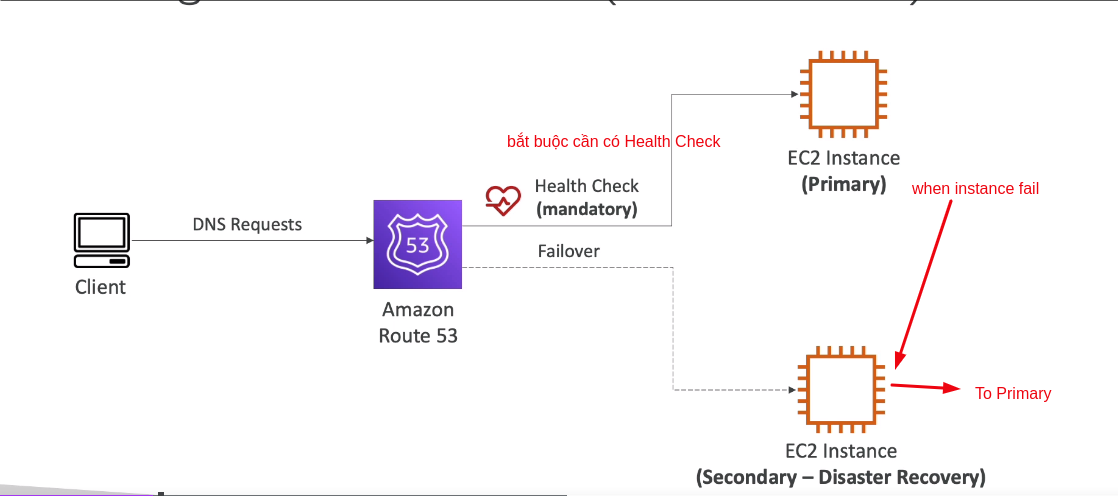 bắt buộc cần có Health Check
EC2 Instance
(Primary)
when instance fail
Health Check
(mandatory)
DNS Requests
53
Failover
Client
Amazon
Route 53
To Primary
EC2 Instance
(Secondary – Disaster Recovery)